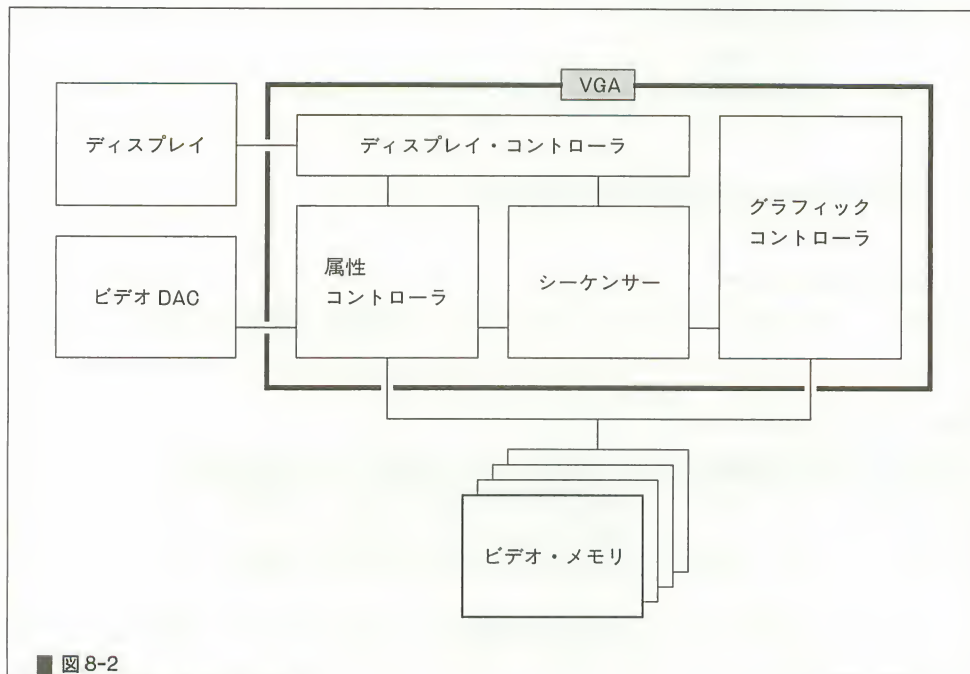 VGA
ディスプレイ
ディスプレイ・コントローラ
グラフィック
コントローラ
属性
コントローラ
シーケンサー
ビデオ DAC
ビデオ・メモリ
■ 図 8-2